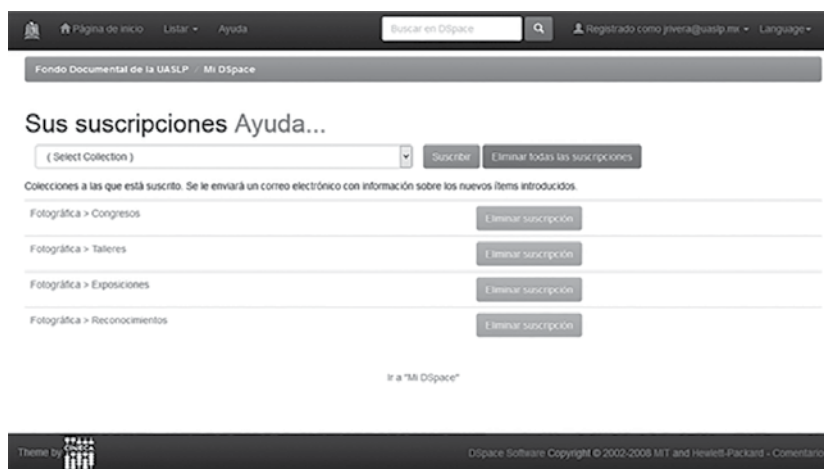 Página de inicio Listar Ayuda Buscar en DSpace Registrado como jrivera@uaslp.mx Language
Fondo Documental de la UASLP / Mi DSpace
Sus suscripciones Ayuda...
( Select Collection ) Suscribir Eliminar todas las suscripciones
Colecciones a las que está suscrito. Se le enviará un correo electrónico con información sobre los nuevos ítems introducidos.
Fotográfica > Congresos Eliminar suscripción
Fotográfica > Talleres Eliminar suscripción
Fotográfica > Exposiciones Eliminar suscripción
Fotográfica > Reconocimientos Eliminar suscripción
Ir a "Mi DSpace"
Theme by CINECA DSpace Software Copyright © 2002-2008 MIT and Hewlett-Packard - Comentario